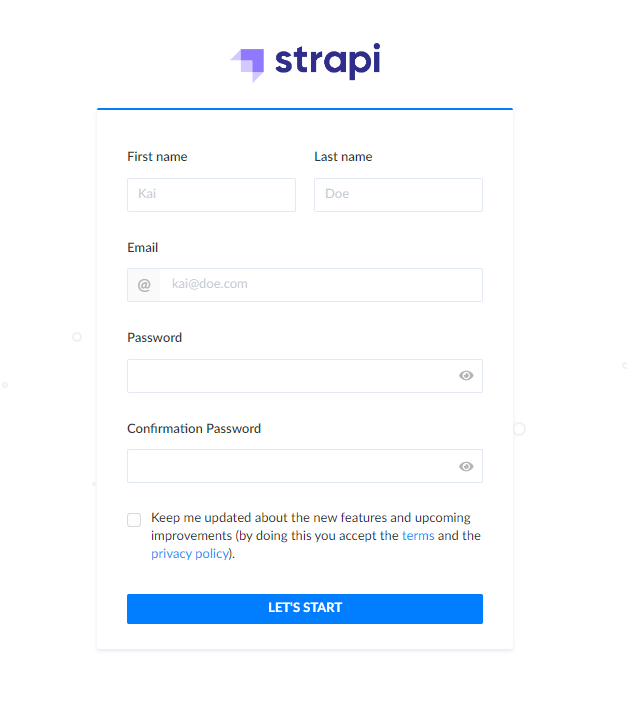 strapi
First name Last name
Kai Doe
Email
@ kai@doe.com
Password
Confirmation Password
Keep me updated about the new features and upcoming
improvements (by doing this you accept the terms and the
privacy policy).
LET'S START